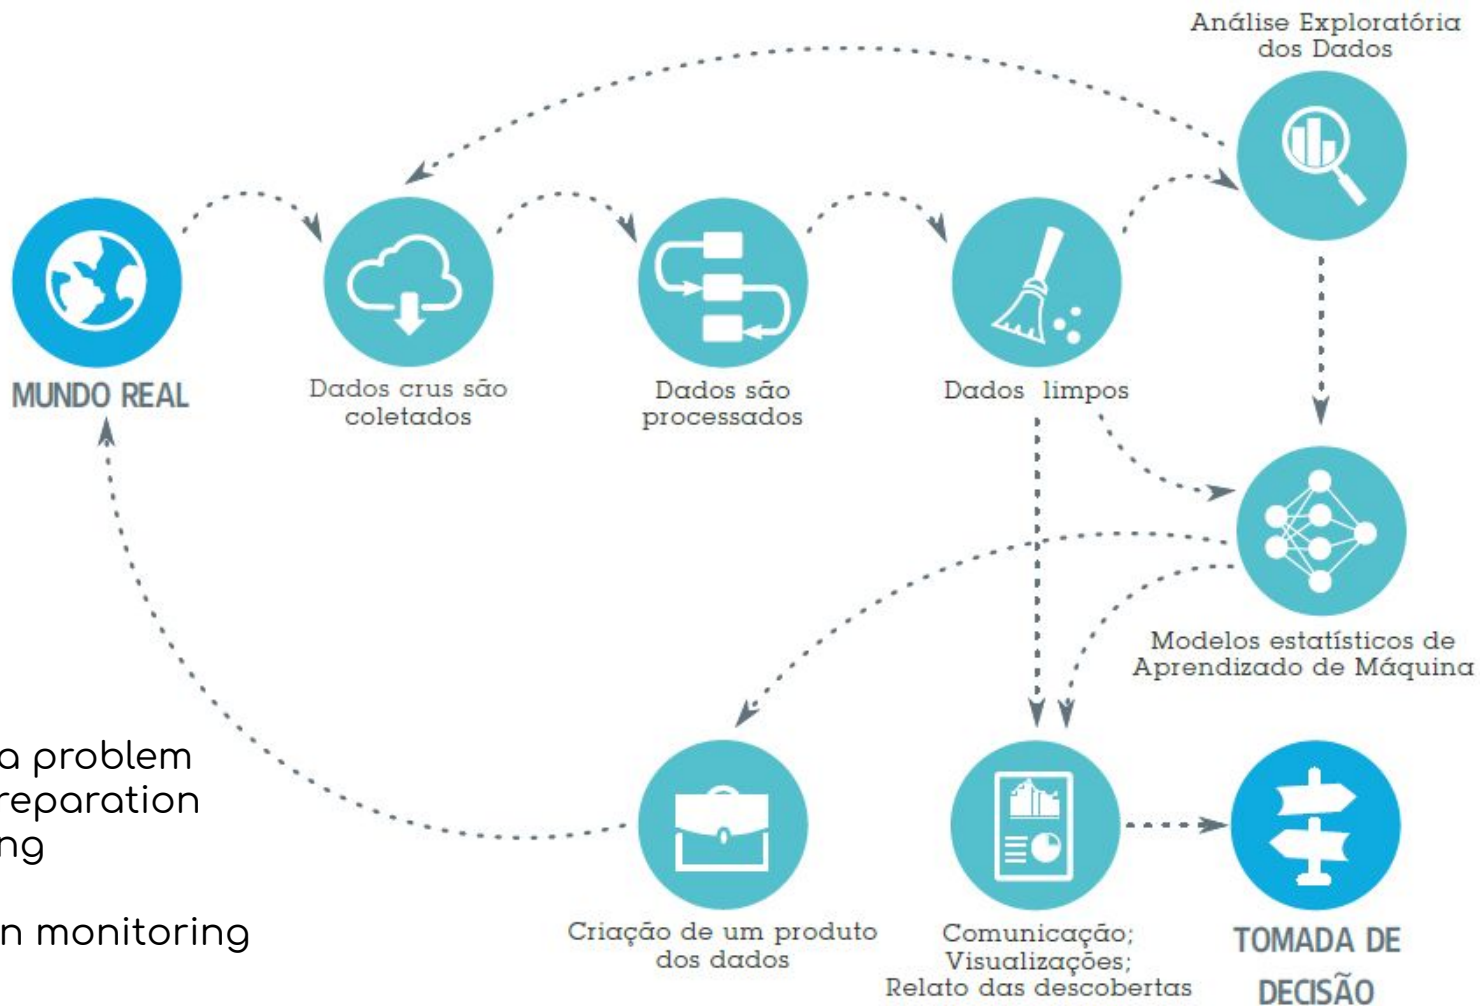 Análise Exploratória
dos Dados
MUNDO REAL
Dados crus são
coletados
Dados são
processados
Dados limpos
Modelos estatísticos de
Aprendizado de Máquina
a problem
reparation
ng
n monitoring
Criação de um produto
dos dados
Comunicação;
Visualizações;
Relato das descobertas
TOMADA DE
DECISÃO